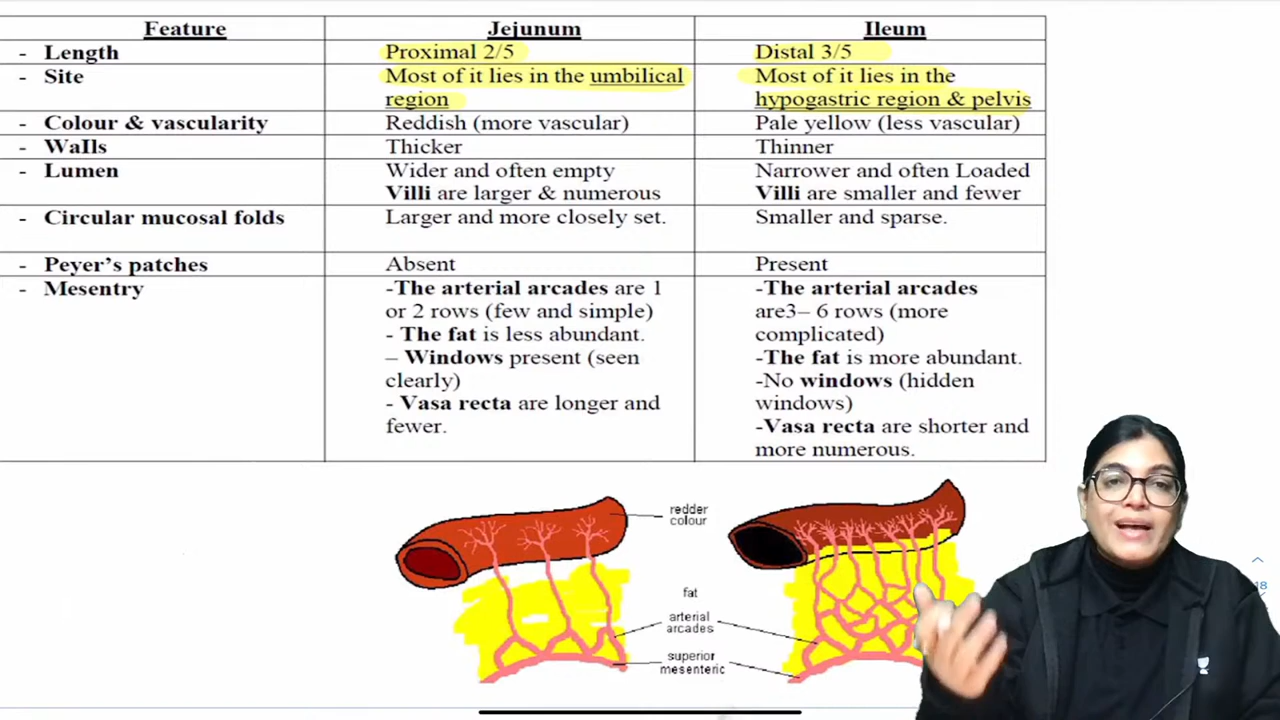 Feature Jejunum Ileum
- Length Proximal 2/5 Distal 3/5
- Site Most of it lies in the umbilical region Most of it lies in the hypogastric region & pelvis
- Colour & vascularity Reddish (more vascular) Pale yellow (less vascular)
- Walls Thicker Thinner
- Lumen Wider and often empty Narrower and often Loaded
Villi are larger & numerous Villi are smaller and fewer
- Circular mucosal folds Larger and more closely set. Smaller and sparse.
- Peyer's patches Absent Present
- Mesentry
-The arterial arcades are 1
or 2 rows (few and simple)
- The fat is less abundant.
– Windows present (seen
clearly)
- Vasa recta are longer and
fewer.
-The arterial arcades
are3– 6 rows (more
complicated)
-The fat is more abundant.
-No windows (hidden
windows)
-Vasa recta are shorter and
more numerous.
redder
colour
fat
arterial
arcades
superior
mesenteric
18